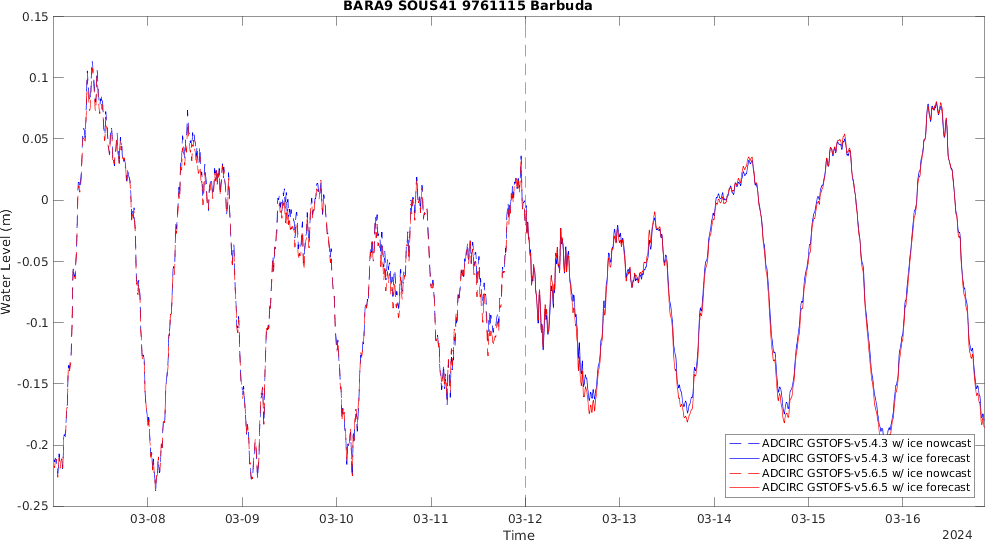 BARA9 SOUS41 9761115 Barbuda
0.15
0.1
0.05
0
-0.05
-0.1
-0.15
-0.2
-0.25
Water Level (m)
ADCIRC GSTOFS-v5.4.3 w/ ice nowcast
ADCIRC GSTOFS-v5.4.3 w/ ice forecast
ADCIRC GSTOFS-v5.6.5 w/ ice nowcast
ADCIRC GSTOFS-v5.6.5 w/ ice forecast
03-08 03-09 03-10 03-11 03-12 03-13 03-14 03-15 03-16
Time
2024